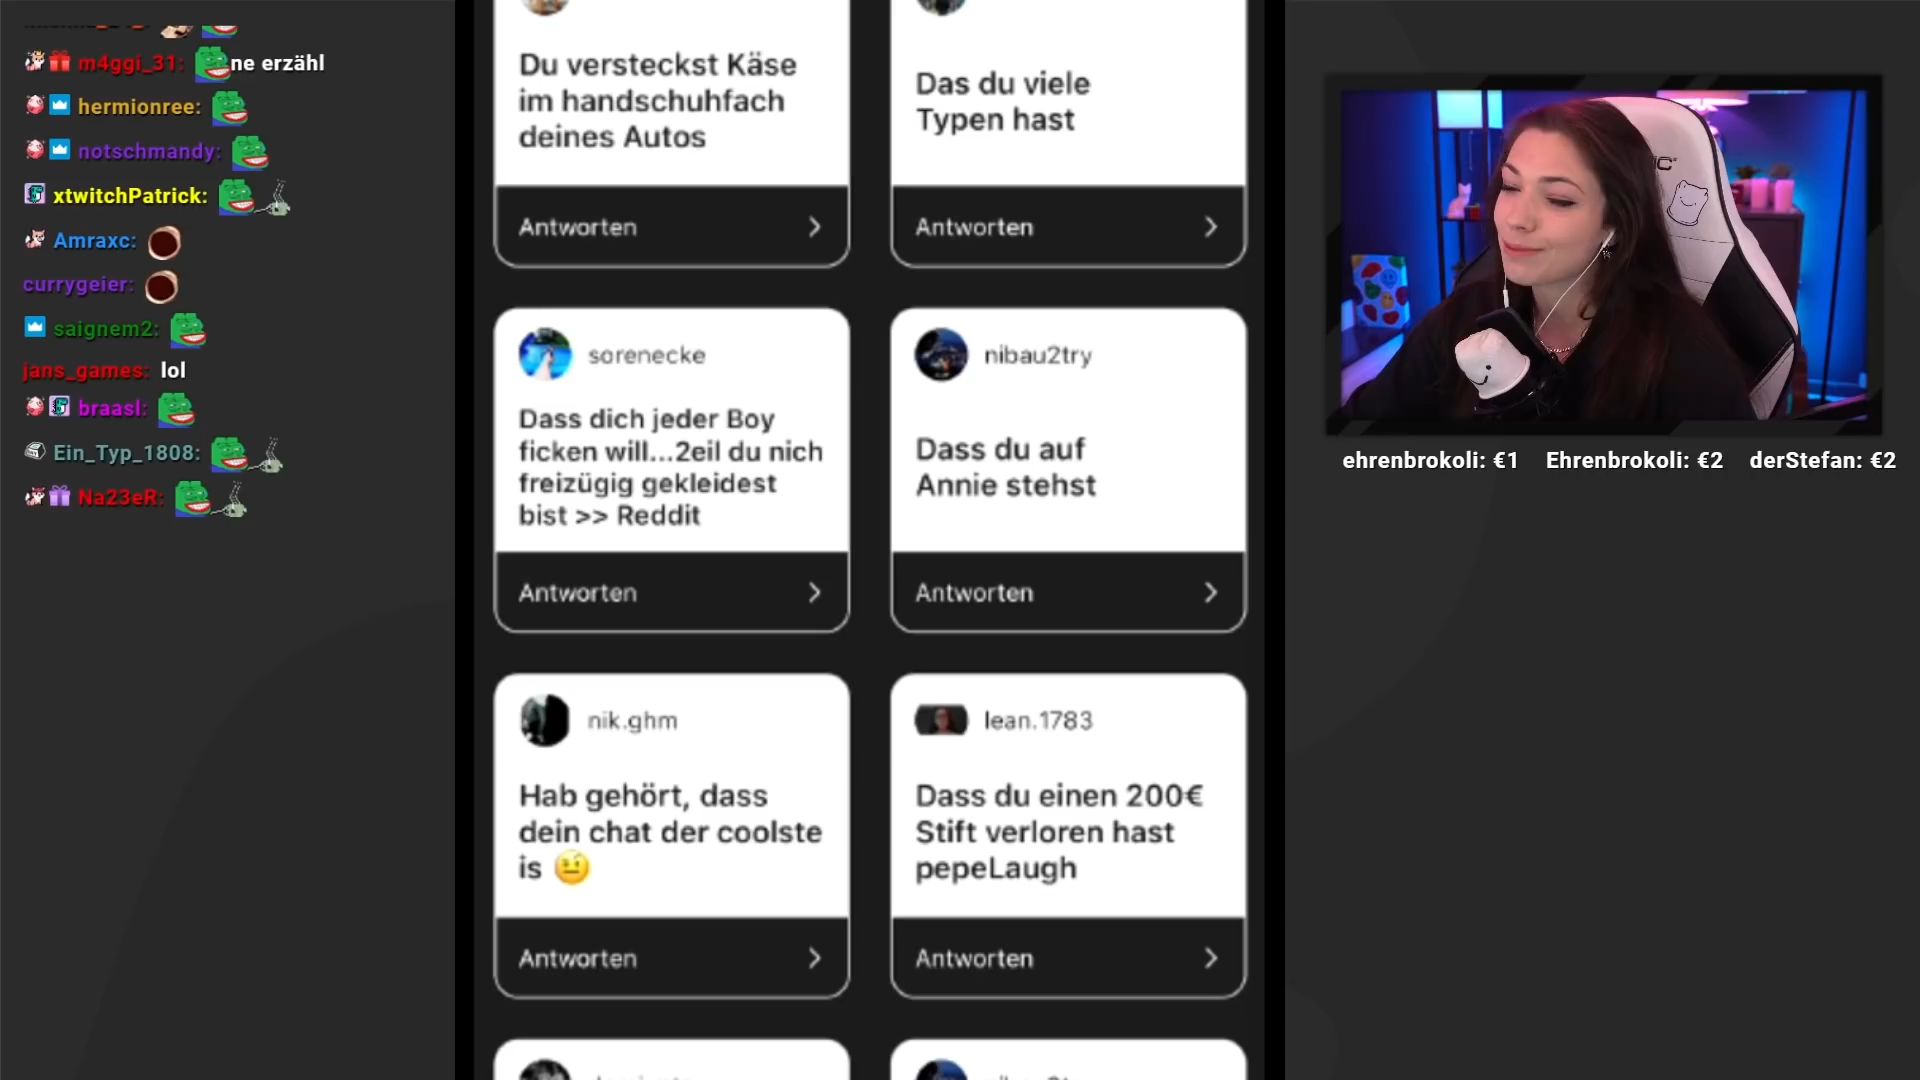 m4ggi_31: ne erzähl
hermionree:
notschmandy:
xtwitchPatrick:
Amraxc:
currygeier:
saignem2:
jans_games: lol
braasl:
Ein_Typ_1808:
Na23eR:
Du versteckst Käse
im handschuhfach
deines Autos
Antworten
Das du viele
Typen hast
Antworten
sorenecke
Dass dich jeder Boy
ficken will...2eil du nich
freizügig gekleidest
bist >> Reddit
Antworten
nibau2try
Dass du auf
Annie stehst
Antworten
nik.ghm
Hab gehört, dass
dein chat der coolste
is 🤨
Antworten
lean.1783
Dass du einen 200€
Stift verloren hast
pepeLaugh
Antworten
ehrenbrokoli: €1 Ehrenbrokoli: €2 derStefan: €2